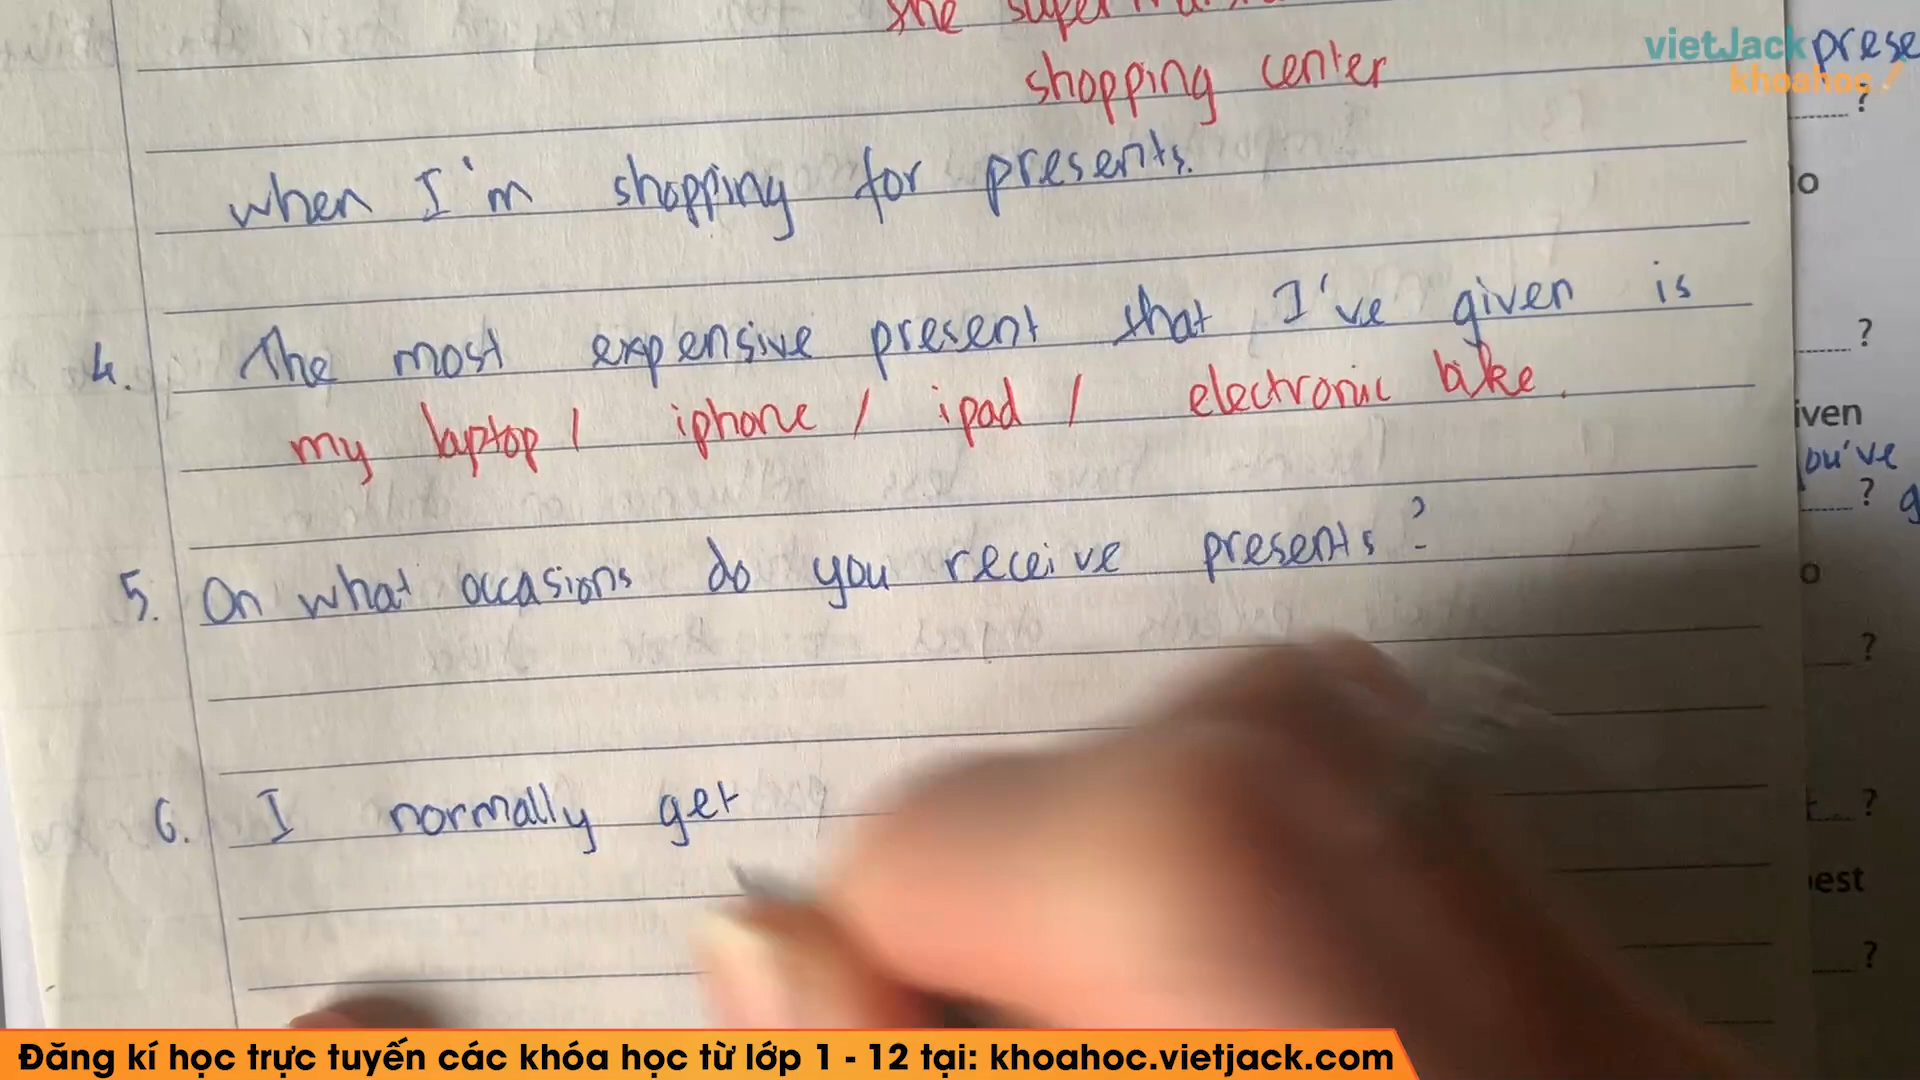 shopping center
vietJack prese
khoahoc
?
when I'm shopping for presents.
lo
4. The most expensive present that I've given is
?
my laptop / iphone / ipad / electronic bike.
iven
ou've
? g
5. On what occasions do you receive presents?
o
?
6. I normally get
?
est
?
Đăng kí học trực tuyến các khóa học từ lớp 1 - 12 tại: khoahoc.vietjack.com